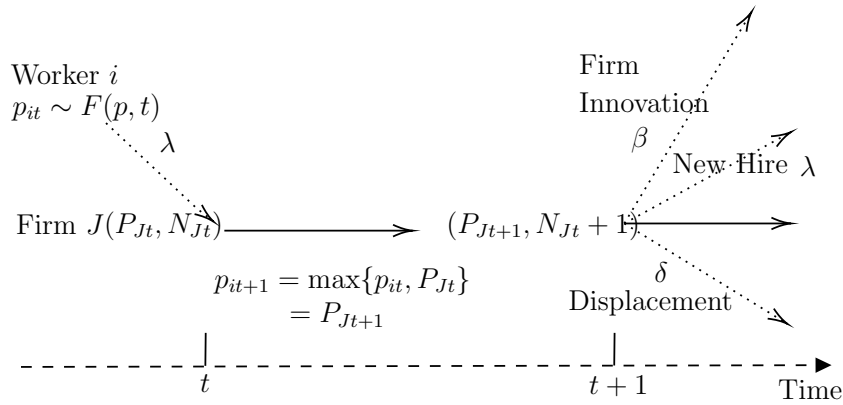 Worker i
p_{it} ∼ F(p, t)
λ
Firm J(P_{Jt}, N_{Jt})
p_{it+1} = max{p_{it}, P_{Jt}}
= P_{Jt+1}
(P_{Jt+1}, N_{Jt} + 1)
Firm
Innovation
β
New Hire λ
δ
Displacement
t
t + 1
Time